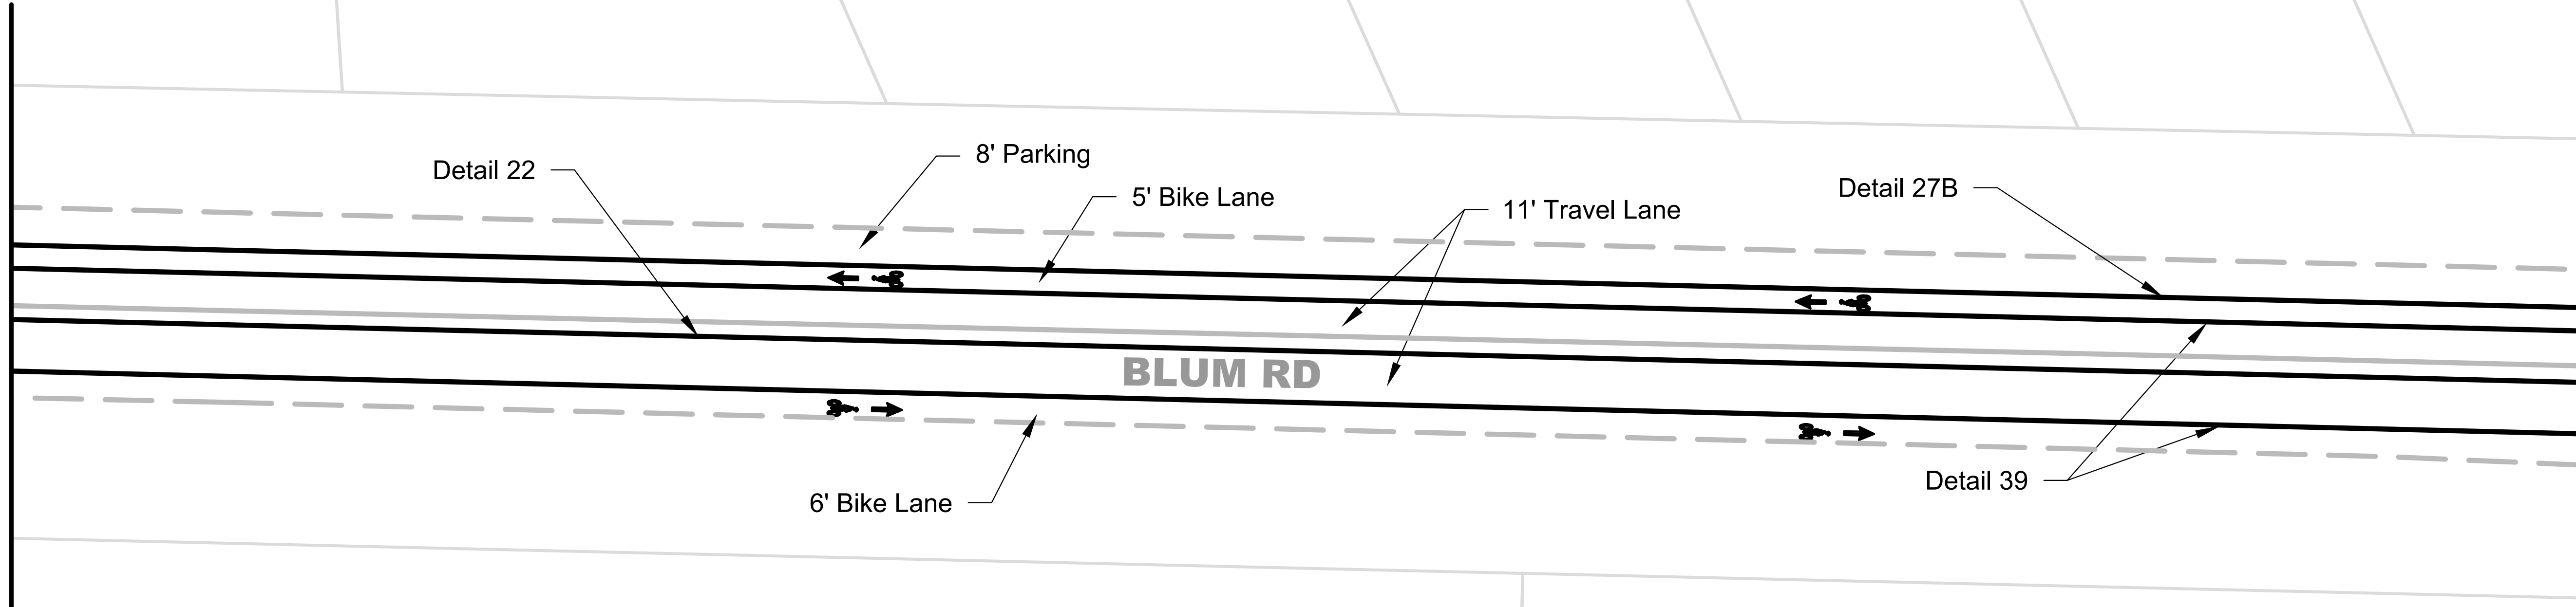 8' Parking
Detail 22
Detail 27B
5' Bike Lane
11' Travel Lane
BLUM RD
Detail 39
6' Bike Lane